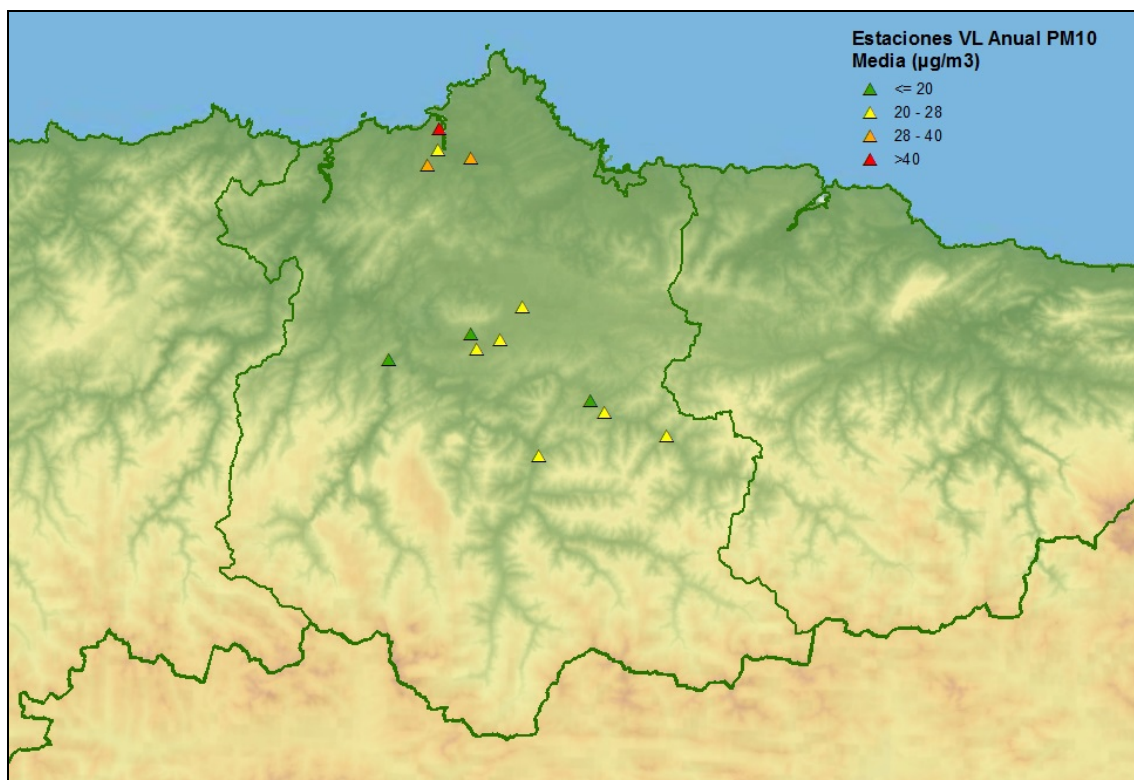 Estaciones VL Anual PM10
Media (µg/m3)
<= 20
20 - 28
28 - 40
>40